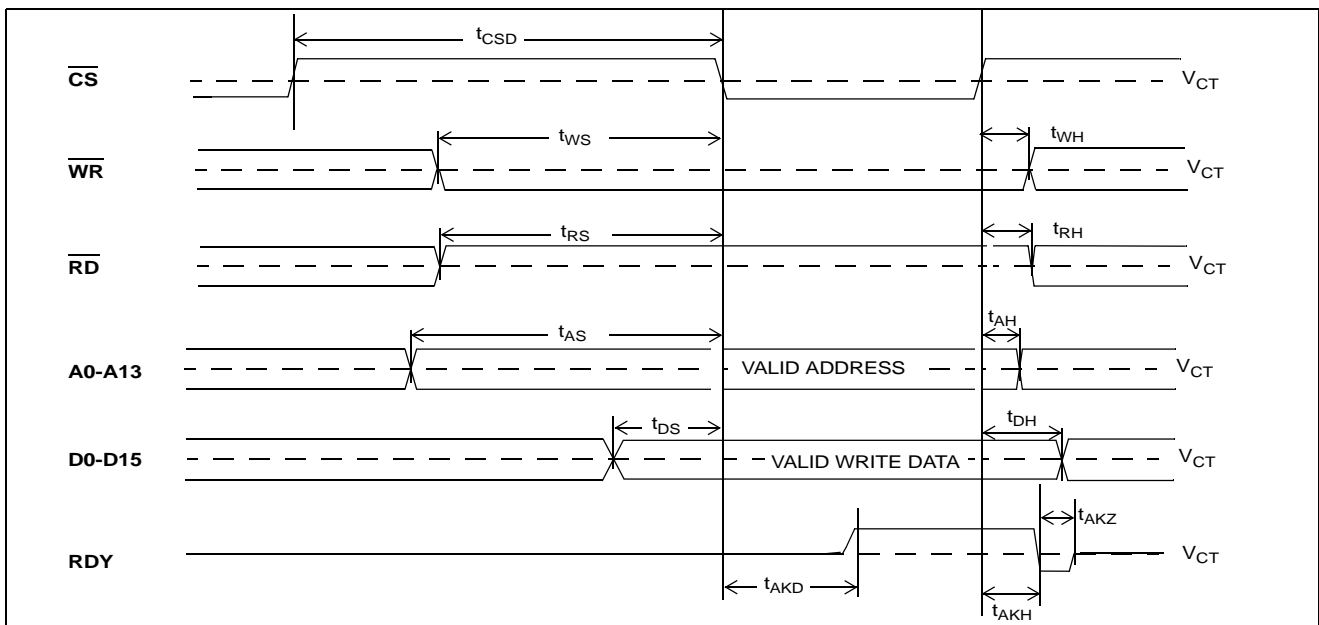 tCSD
CS VCT
tWS tWH
WR VCT
tRS tRH
RD VCT
tAS tAH
A0-A13 VALID ADDRESS VCT
tDS tDH
D0-D15 VALID WRITE DATA VCT
tAKZ
RDY VCT
tAKD tAKH